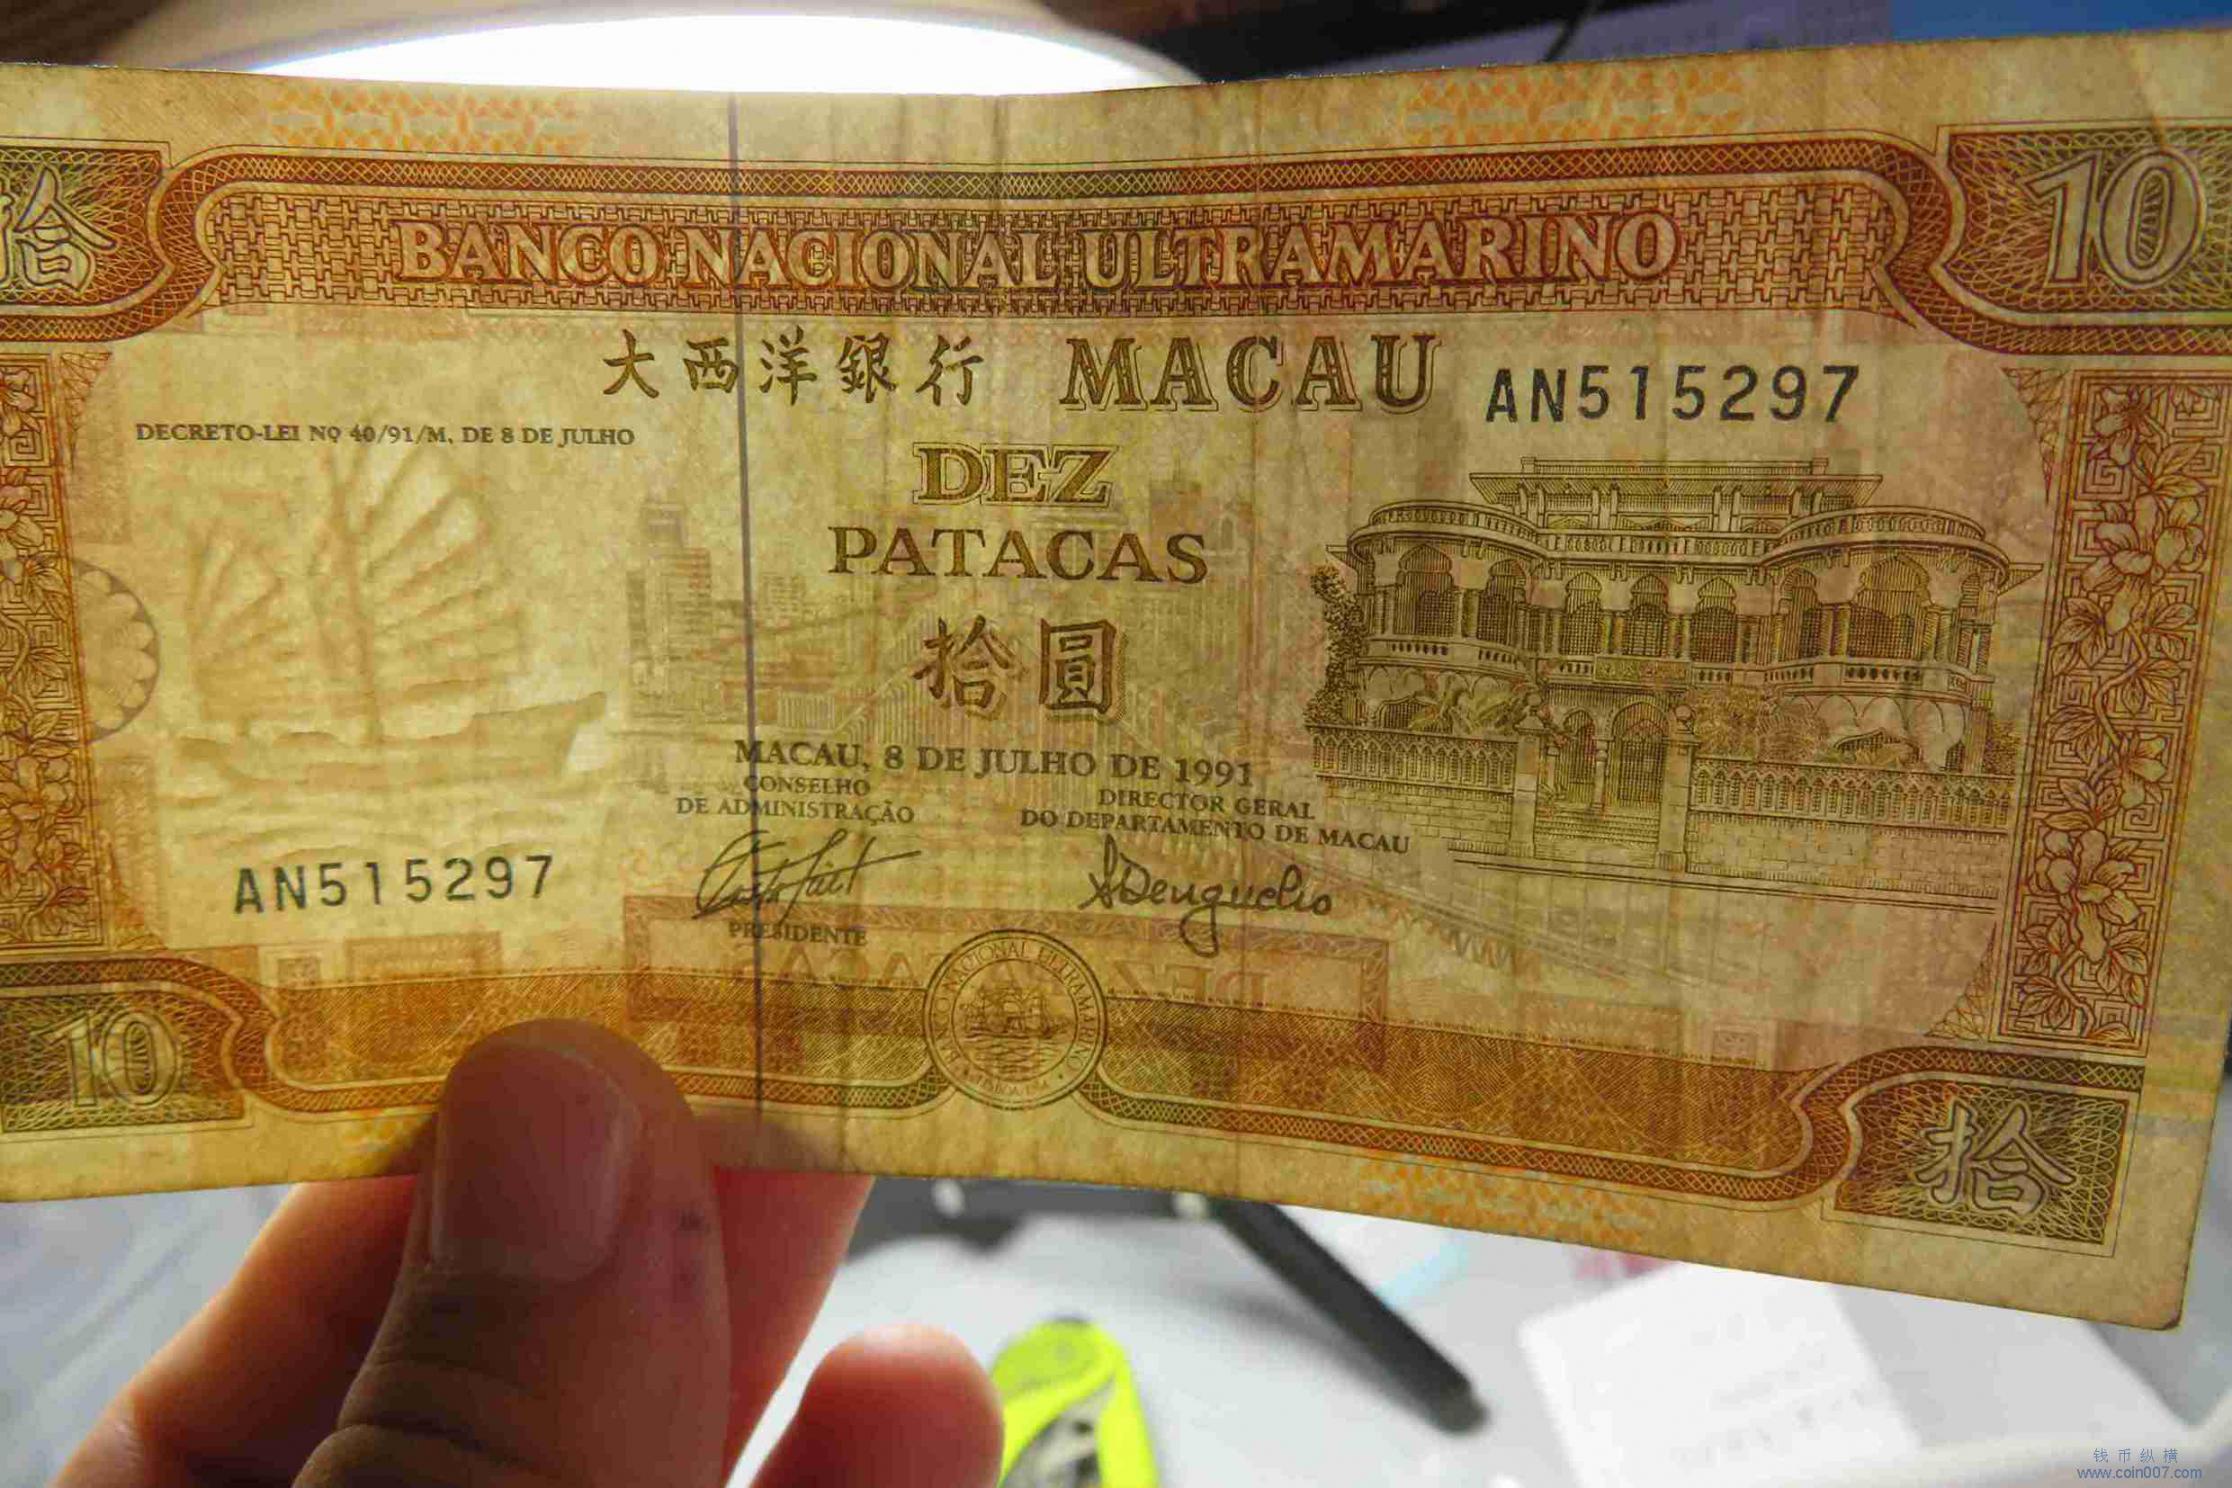 拾
10
BANCO NACIONAL ULTRAMARINO
大西洋銀行 MACAU AN515297
DECRETO-LEI Nº 40/91/M, DE 8 DE JULHO
DEZ
PATACAS
拾圓
MACAU, 8 DE JULHO DE 1991
CONSELHO
DE ADMINISTRAÇÃO
DIRECTOR GERAL
DO DEPARTAMENTO DE MACAU
AN515297
PRESIDENTE
BANCO NACIONAL ULTRAMARINO
10
拾
钱币纵横
www.coin007.com